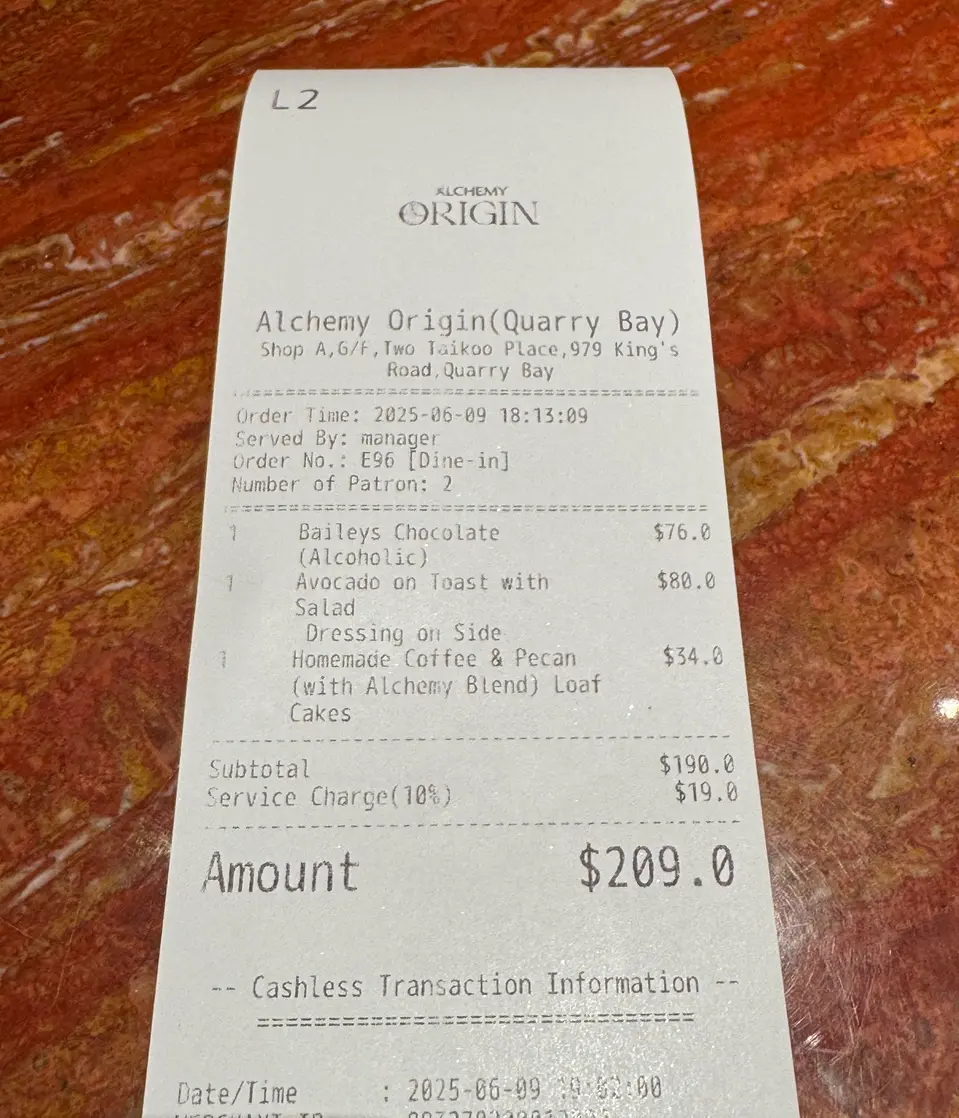 L2
ALCHEMY
ORIGIN
Alchemy Origin(Quarry Bay)
Shop A,G/f,Two Taikoo Place,979 King's
Road,Quarry Bay
Order Time: 2025-06-09 18:13:09
Served By: manager
Order No.: E96 [Dine-in]
Number of Patron: 2
1 Baileys Chocolate $76.0
(Alcoholic)
1 Avocado on Toast with $80.0
Salad
Dressing on Side
1 Homemade Coffee & Pecan $34.0
(with Alchemy Blend) Loaf
Cakes
Subtotal $190.0
Service Charge(10%) $19.0
Amount $209.0
-- Cashless Transaction Information --
Date/Time : 2025-06-09